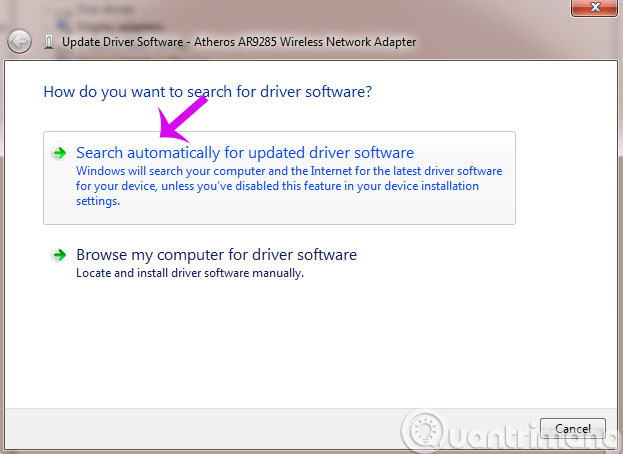 Update Driver Software - Atheros AR9285 Wireless Network Adapter
How do you want to search for driver software?
Search automatically for updated driver software
Windows will search your computer and the Internet for the latest driver software
for your device, unless you've disabled this feature in your device installation
settings.
Browse my computer for driver software
Locate and install driver software manually.
Cancel
Quantrimang